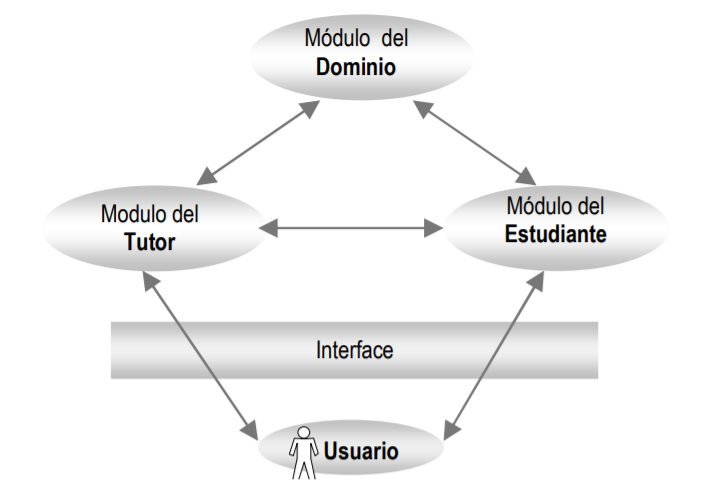 Módulo del
Dominio
Modulo del
Tutor
Módulo del
Estudiante
Interface
Usuario